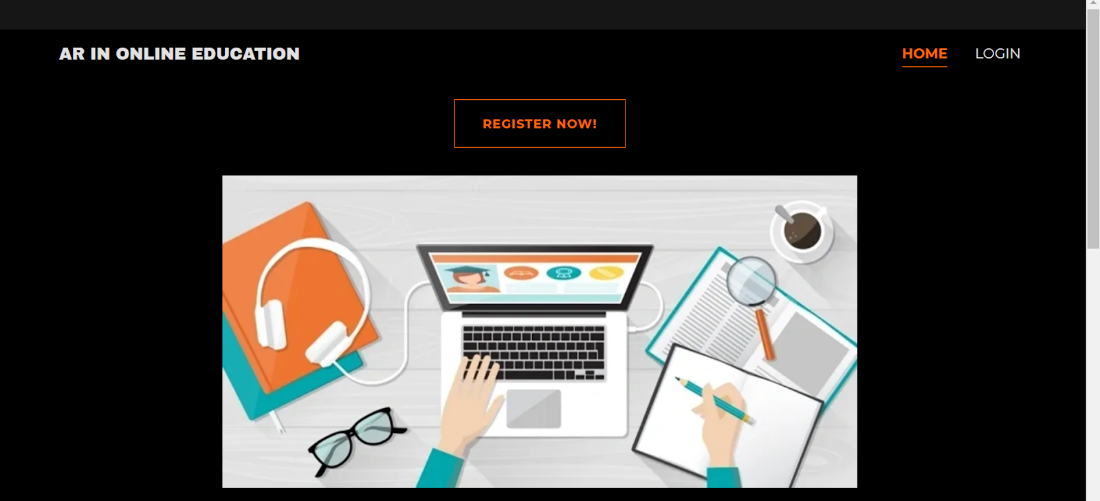 AR IN ONLINE EDUCATION
HOME
LOGIN
REGISTER NOW!